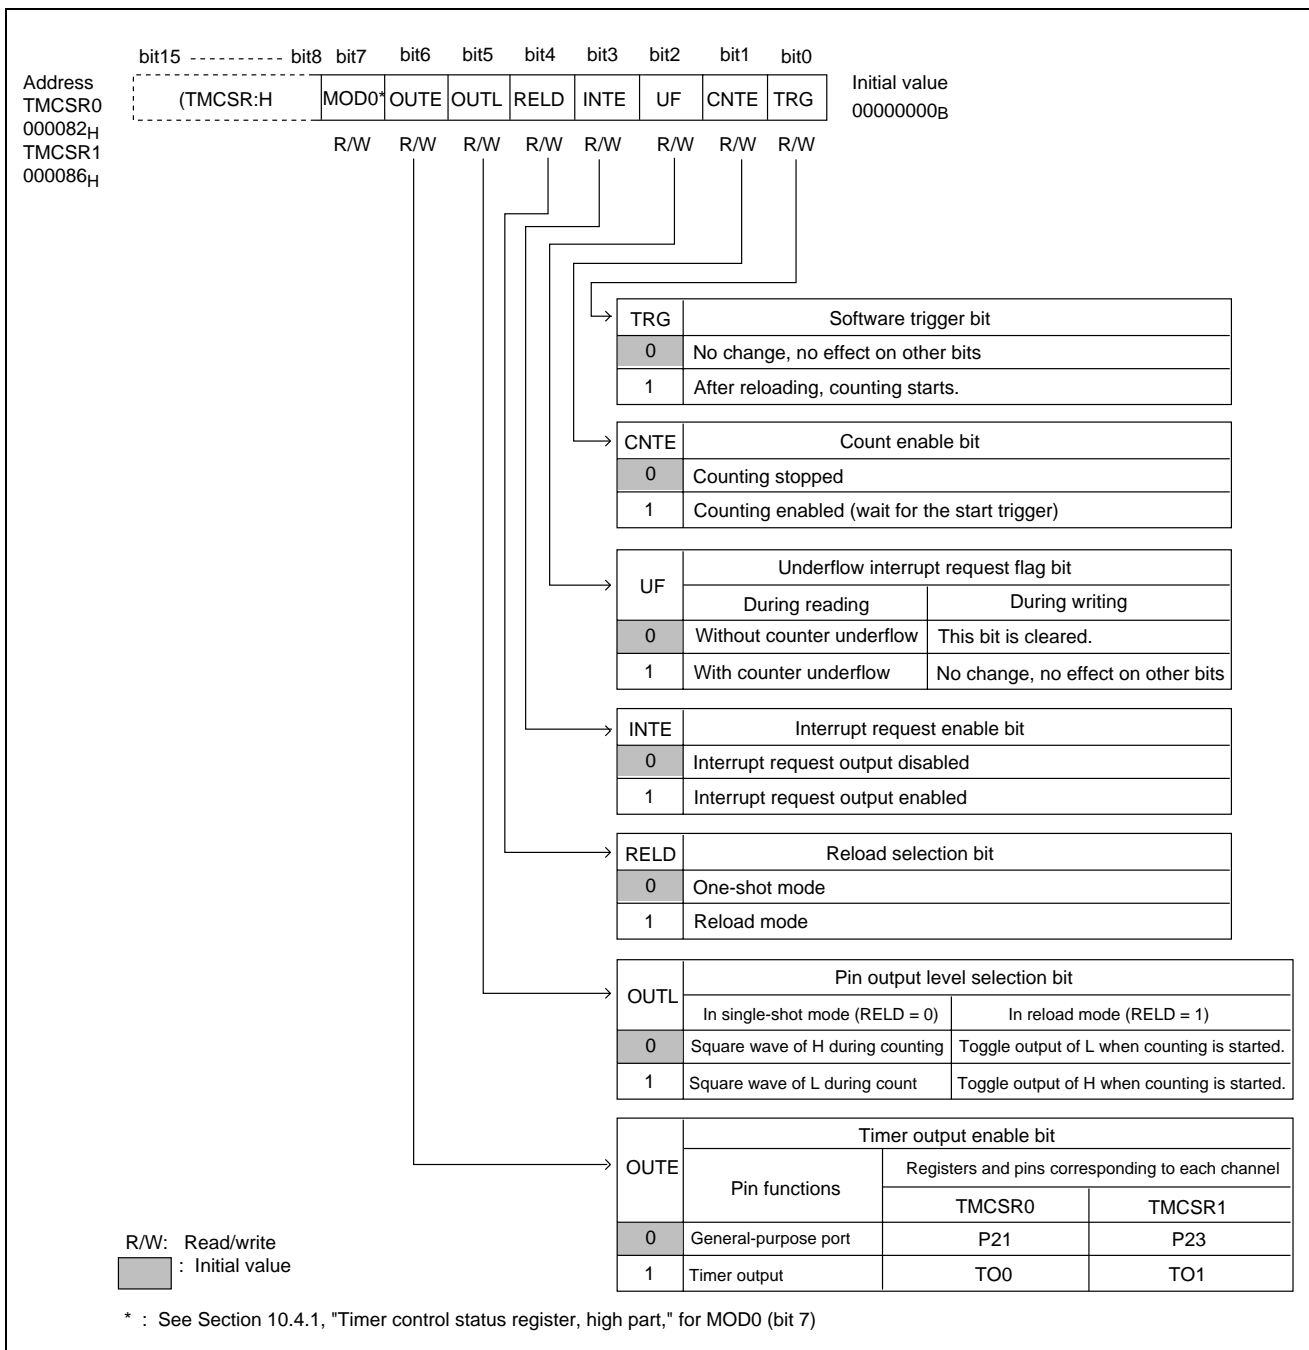 bit15 ---------- bit8 bit7 bit6 bit5 bit4 bit3 bit2 bit1 bit0
Address
TMCSR0
000082H
TMCSR1
000086H
(TMCSR:H MOD0* OUTE OUTL RELD INTE UF CNTE TRG
Initial value
00000000B
R/W R/W R/W R/W R/W R/W R/W R/W
TRG Software trigger bit
0 No change, no effect on other bits
1 After reloading, counting starts.
CNTE Count enable bit
0 Counting stopped
1 Counting enabled (wait for the start trigger)
UF Underflow interrupt request flag bit
During reading During writing
0 Without counter underflow This bit is cleared.
1 With counter underflow No change, no effect on other bits
INTE Interrupt request enable bit
0 Interrupt request output disabled
1 Interrupt request output enabled
RELD Reload selection bit
0 One-shot mode
1 Reload mode
OUTL Pin output level selection bit
In single-shot mode (RELD = 0) In reload mode (RELD = 1)
0 Square wave of H during counting Toggle output of L when counting is started.
1 Square wave of L during count Toggle output of H when counting is started.
OUTE Timer output enable bit
Pin functions Registers and pins corresponding to each channel
TMCSR0 TMCSR1
0 General-purpose port P21 P23
1 Timer output TO0 TO1
R/W: Read/write
: Initial value
* : See Section 10.4.1, "Timer control status register, high part," for MOD0 (bit 7)